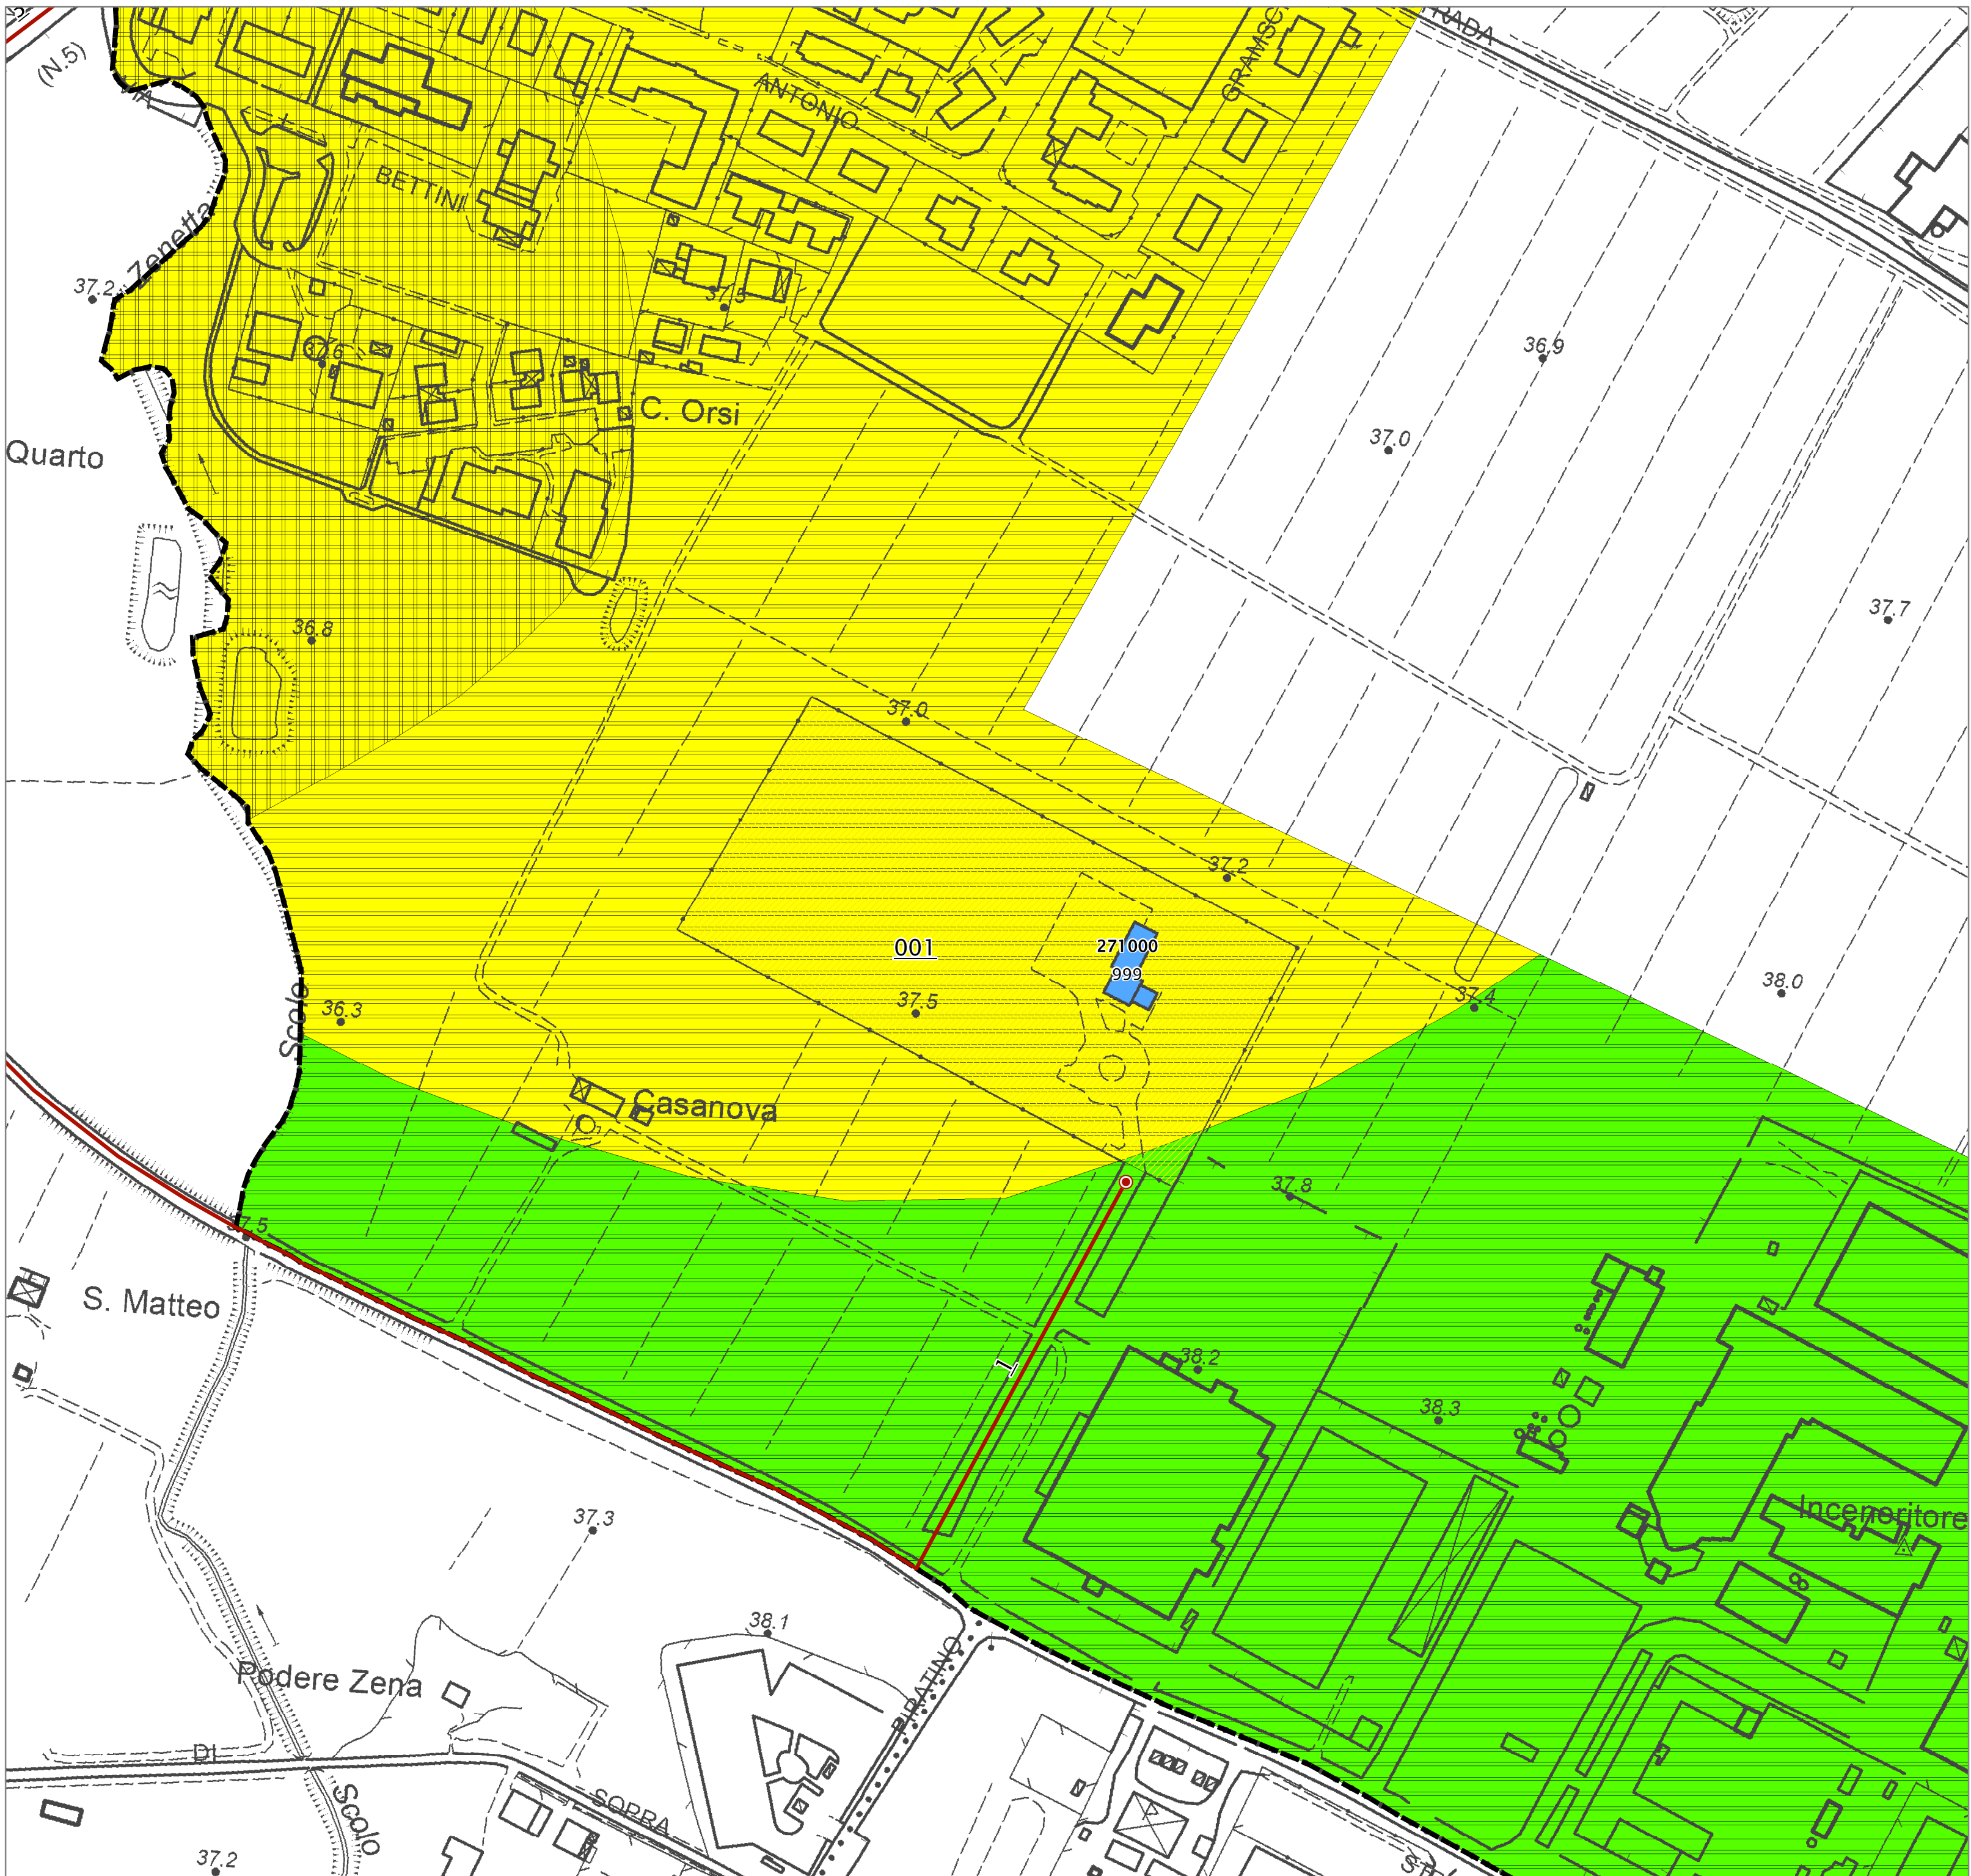 (N.5)
VIA
ANTONIO
GRAMSC
RADA
BETTINI
Zenetta
37.2
37.5
37.6
36.9
C. Orsi
37.0
Quarto
37.7
36.8
37.0
37.2
271000
001
999
38.0
37.4
37.5
36.3
Scolo
Casanova
37.8
37.5
S. Matteo
1
38.2
38.3
Inceneritore
37.3
38.1
PIRATINO
Podere Zena
DI
SOPRA
Scolo
37.2